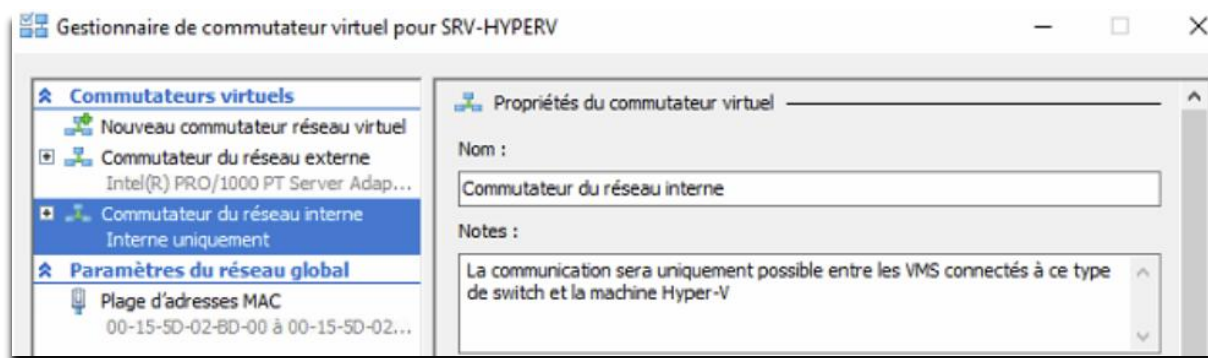 Gestionnaire de commutateur virtuel pour SRV-HYPERV
Commutateurs virtuels
Nouveau commutateur réseau virtuel
Commutateur du réseau externe
Intel(R) PRO/1000 PT Server Adap...
Commutateur du réseau interne
Interne uniquement
Paramètres du réseau global
Plage d'adresses MAC
00-15-5D-02-BD-00 à 00-15-5D-02...
Propriétés du commutateur virtuel
Nom :
Commutateur du réseau interne
Notes :
La communication sera uniquement possible entre les VMS connectés à ce type
de switch et la machine Hyper-V